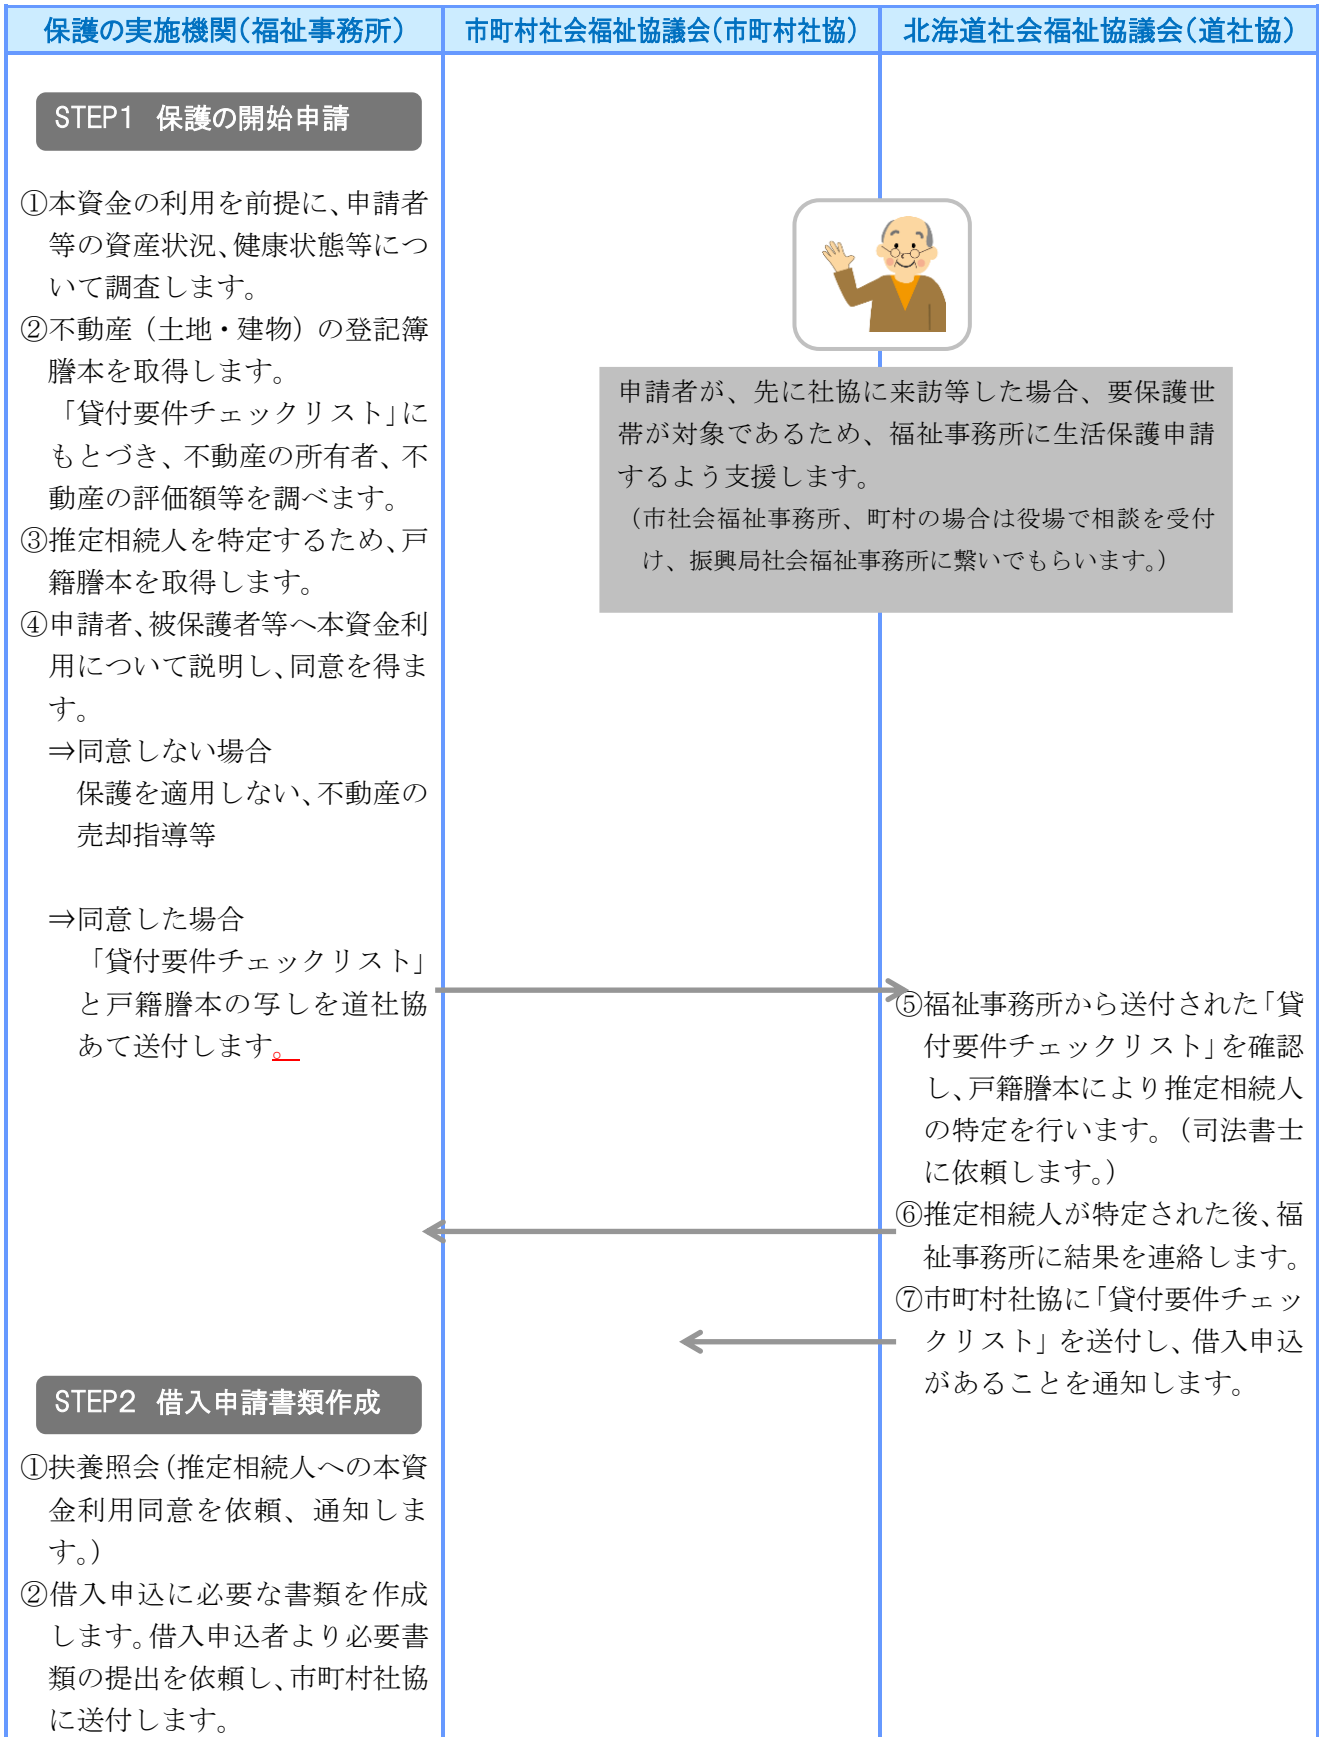 保護の実施機関(福祉事務所)
市町村社会福祉協議会(市町村社協)
北海道社会福祉協議会(道社協)
STEP1 保護の開始申請
①本資金の利用を前提に、申請者
等の資産状況、健康状態等につ
いて調査します。
②不動産（土地・建物）の登記簿
謄本を取得します。
「貸付要件チェックリスト」に
もとづき、不動産の所有者、不
動産の評価額等を調べます。
③推定相続人を特定するため、戸
籍謄本を取得します。
④申請者、被保護者等へ本資金利
用について説明し、同意を得ま
す。
⇒同意しない場合
保護を適用しない、不動産の
売却指導等
⇒同意した場合
「貸付要件チェックリスト」
と戸籍謄本の写しを道社協
あて送付します。
申請者が、先に社協に来訪等した場合、要保護世
帯が対象であるため、福祉事務所に生活保護申請
するよう支援します。
（市社会福祉事務所、町村の場合は役場で相談を受付
け、振興局社会福祉事務所に繋いでもらいます。）
⑤福祉事務所から送付された「貸
付要件チェックリスト」を確認
し、戸籍謄本により推定相続人
の特定を行います。（司法書士
に依頼します。）
⑥推定相続人が特定された後、福
祉事務所に結果を連絡します。
⑦市町村社協に「貸付要件チェッ
クリスト」を送付し、借入申込
があることを通知します。
STEP2 借入申請書類作成
①扶養照会（推定相続人への本資
金利用同意を依頼、通知しま
す。）
②借入申込に必要な書類を作成
します。借入申込者より必要書
類の提出を依頼し、市町村社協
に送付します。